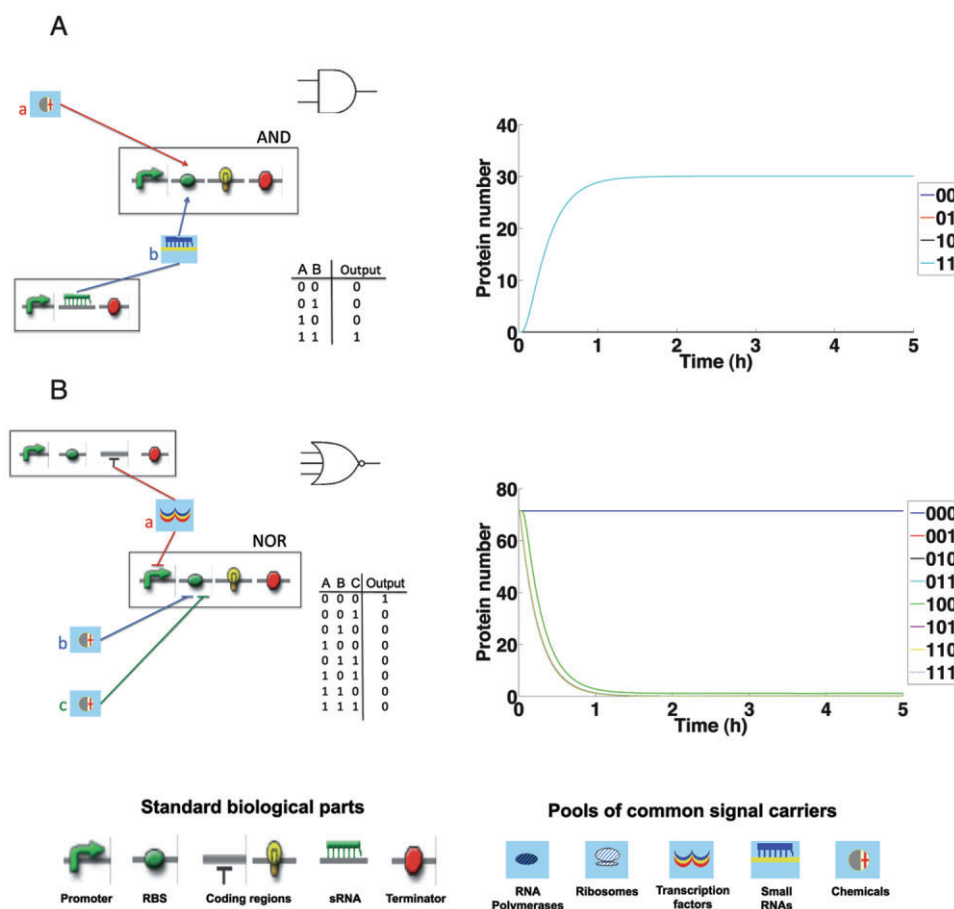 A
a
AND
b
A B Output
0 0 0
0 1 0
1 0 0
1 1 1
Protein number
40
30
20
10
0
0 1 2 3 4 5
Time (h)
00
01
10
11
B
a
NOR
b
c
A B C Output
0 0 0 1
0 0 1 0
0 1 0 0
1 0 0 0
0 1 1 0
1 0 1 0
1 1 0 0
1 1 1 0
Protein number
80
60
40
20
0
0 1 2 3 4 5
Time (h)
000
001
010
011
100
101
110
111
Standard biological parts
Promoter RBS Coding regions sRNA Terminator
Pools of common signal carriers
RNA Polymerases
Ribosomes
Transcription factors
Small RNAs
Chemicals